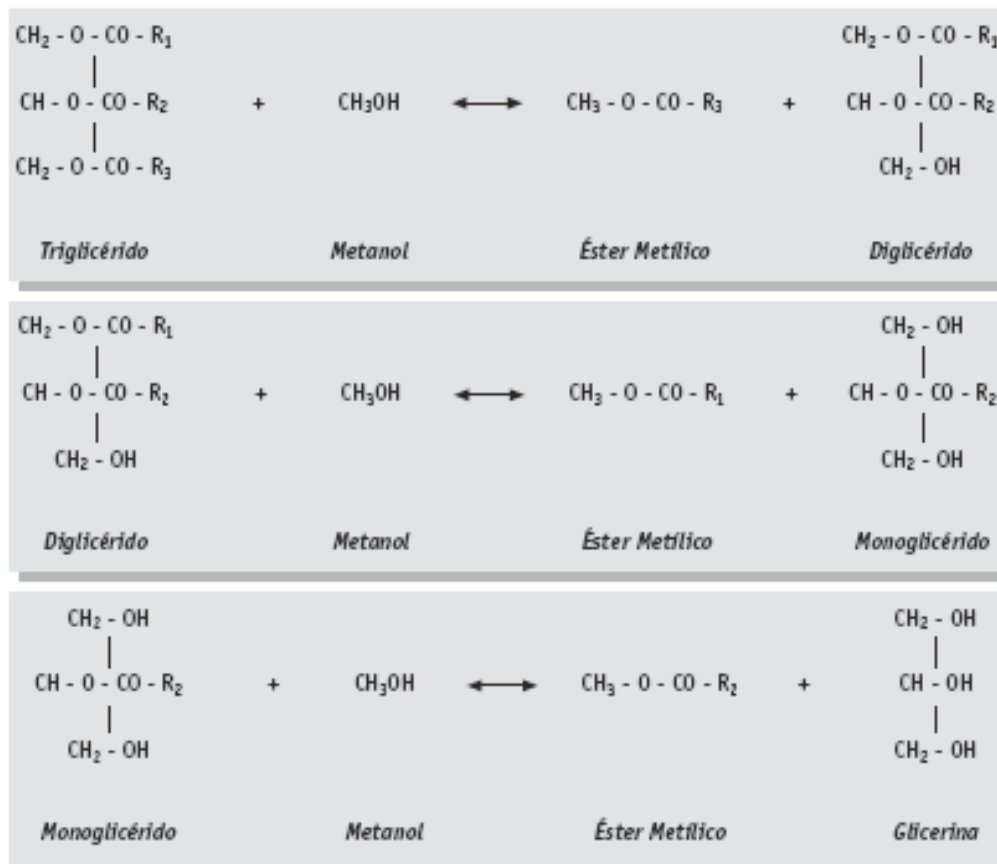 CH₂ - O - CO - R₁ CH₂ - O - CO - R₁
CH - O - CO - R₂ + CH₃OH ⟷ CH₃ - O - CO - R₃ + CH - O - CO - R₂
CH₂ - O - CO - R₃ CH₂ - OH
Triglicérido Metanol Éster Metílico Diglicérido
CH₂ - O - CO - R₁ CH₂ - OH
CH - O - CO - R₂ + CH₃OH ⟷ CH₃ - O - CO - R₁ + CH - O - CO - R₂
CH₂ - OH CH₂ - OH
Diglicérido Metanol Éster Metílico Monoglicérido
CH₂ - OH CH₂ - OH
CH - O - CO - R₂ + CH₃OH ⟷ CH₃ - O - CO - R₂ + CH - OH
CH₂ - OH CH₂ - OH
Monoglicérido Metanol Éster Metílico Glicerina